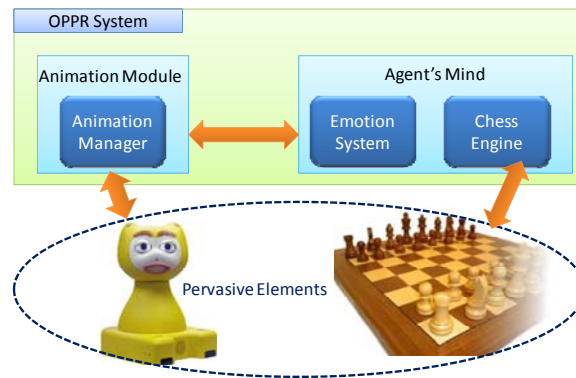 OPPR System
Animation Module
Animation
Manager
Agent's Mind
Emotion
System
Chess
Engine
Pervasive Elements